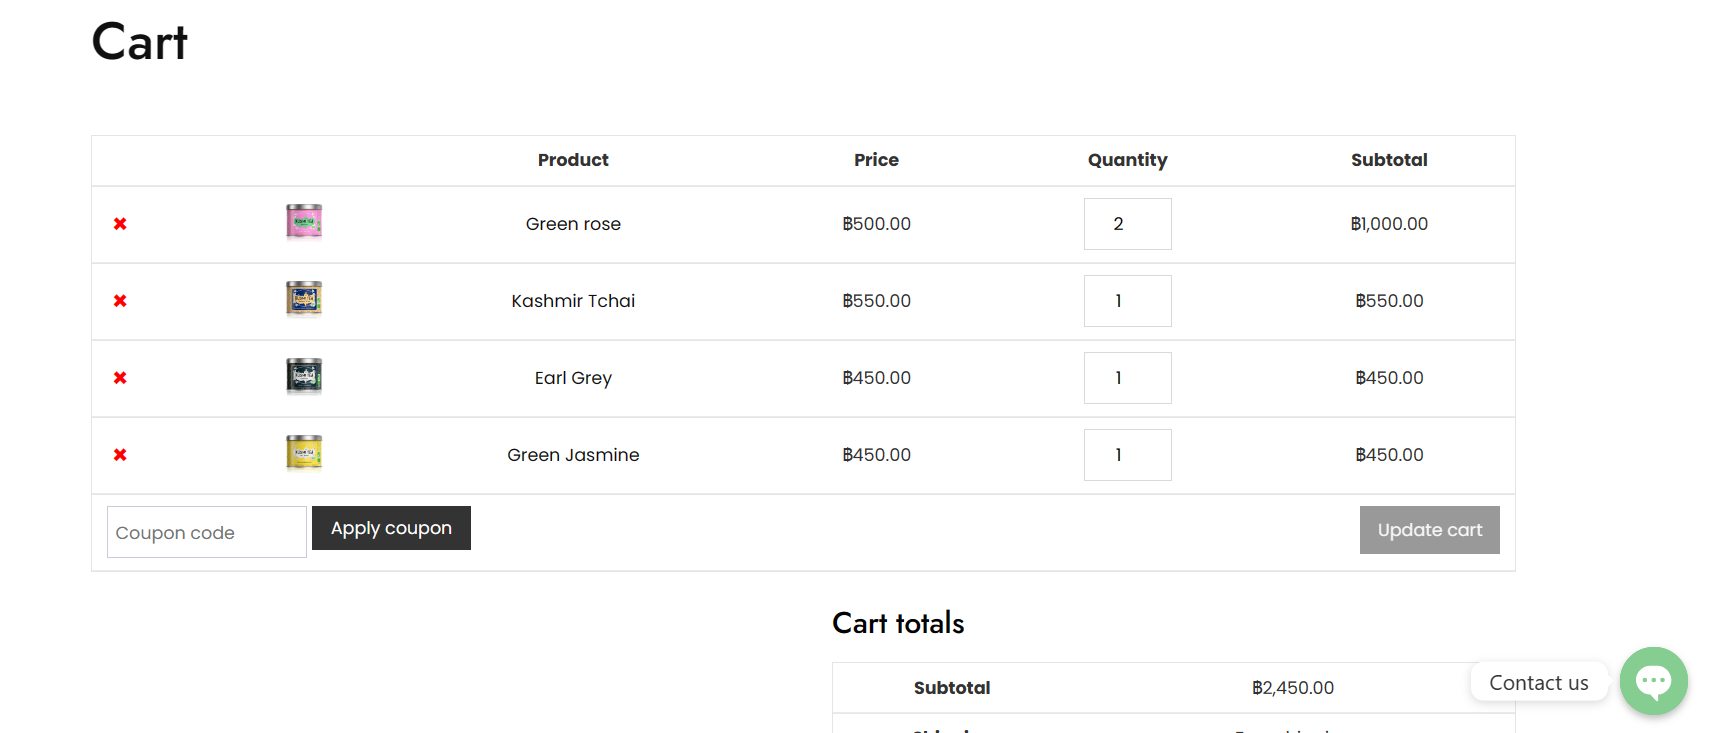 Cart
Product Price Quantity Subtotal
Green rose ฿500.00 2 ฿1,000.00
Kashmir Tchai ฿550.00 1 ฿550.00
Earl Grey ฿450.00 1 ฿450.00
Green Jasmine ฿450.00 1 ฿450.00
Coupon code Apply coupon Update cart
Cart totals
Subtotal ฿2,450.00
Contact us